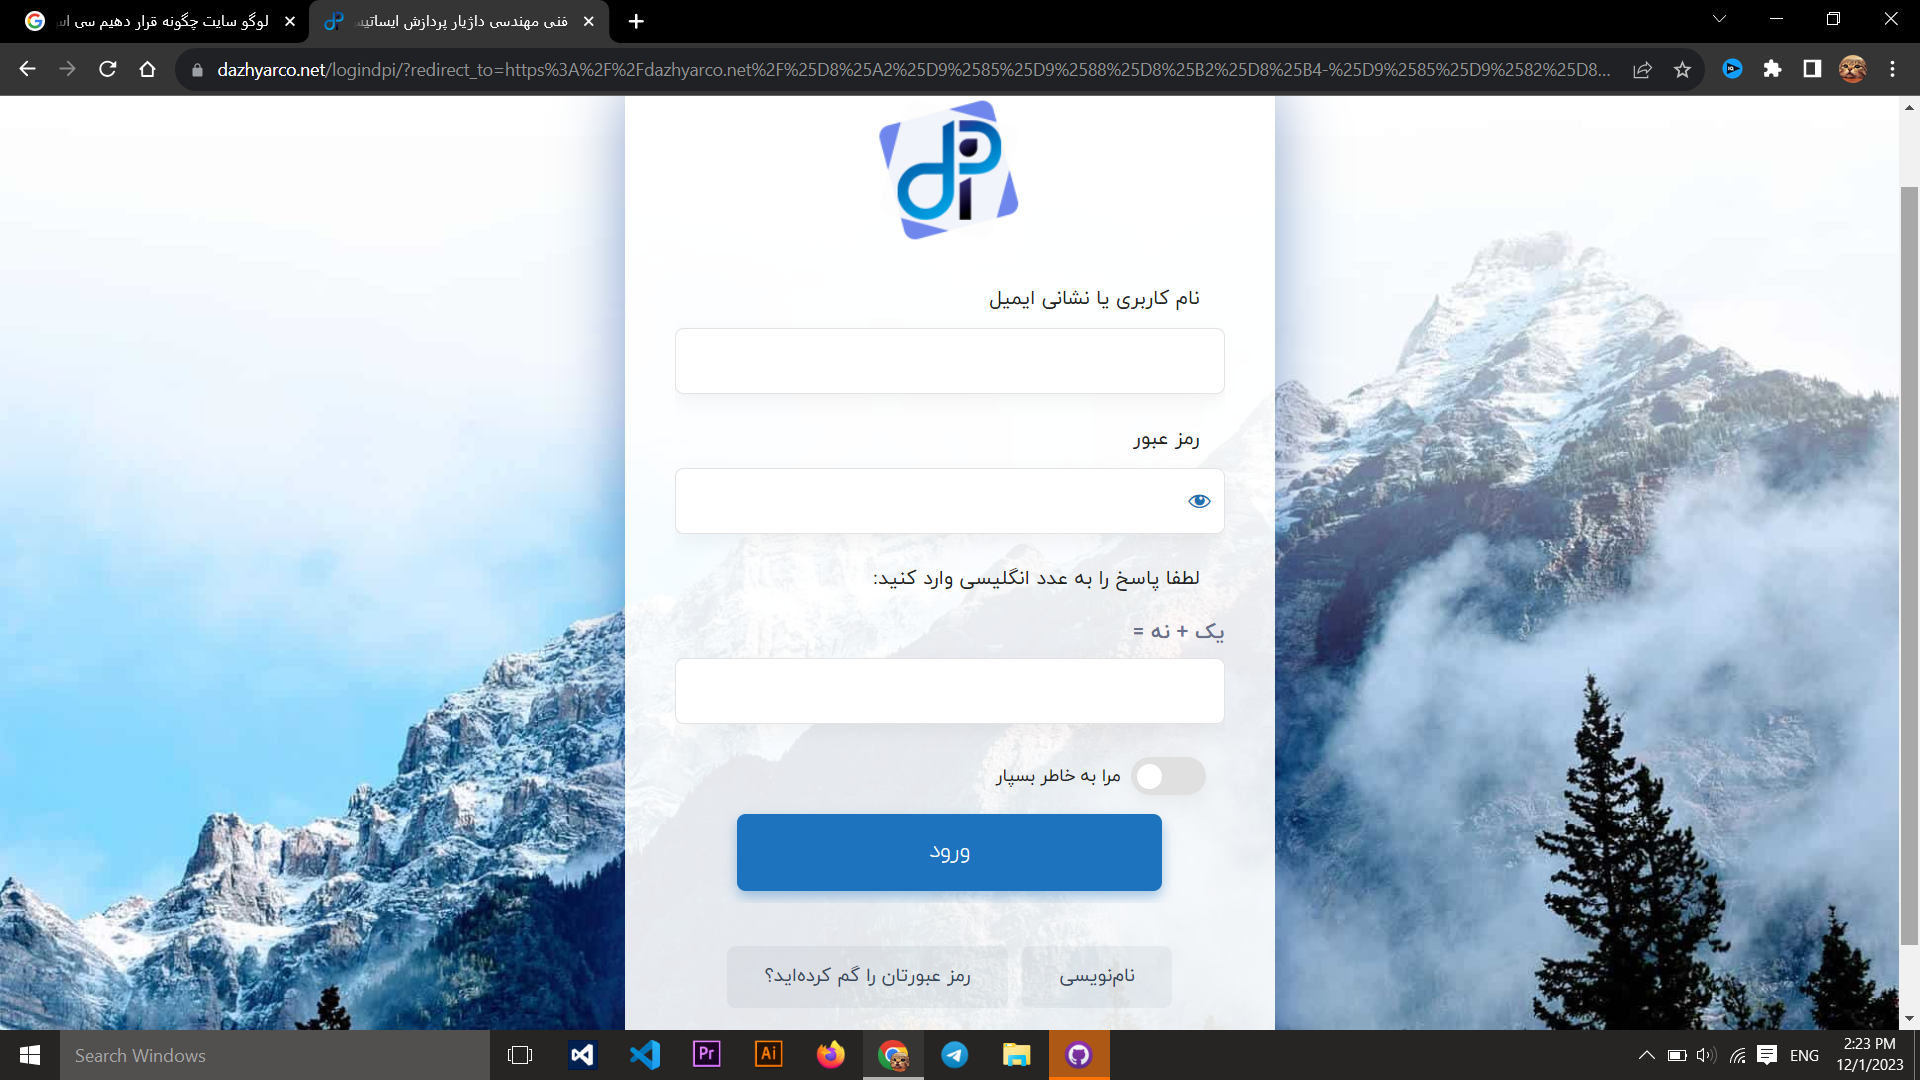 لوگو سایت چگونه قرار دهیم سی
فنی مهندسی داژیار پردازش ایساتیس
dazhyarco.net/logindpi/?redirect_to=https%3A%2F%2Fdazhyarco.net%2F%25D8%25A2%25D9%2585%25D9%2588%25D8%25B2%25D8%25B4-%25D9%2585%25D9%2582%25D8...
dpi
نام کاربری یا نشانی ایمیل
رمز عبور
لطفا پاسخ را به عدد انگلیسی وارد کنید:
یک + نه =
مرا به خاطر بسپار
ورود
نام‌نویسی
رمز عبورتان را گم کرده‌اید؟
Search Windows
Pr
Ai
ENG
2:23 PM
12/1/2023